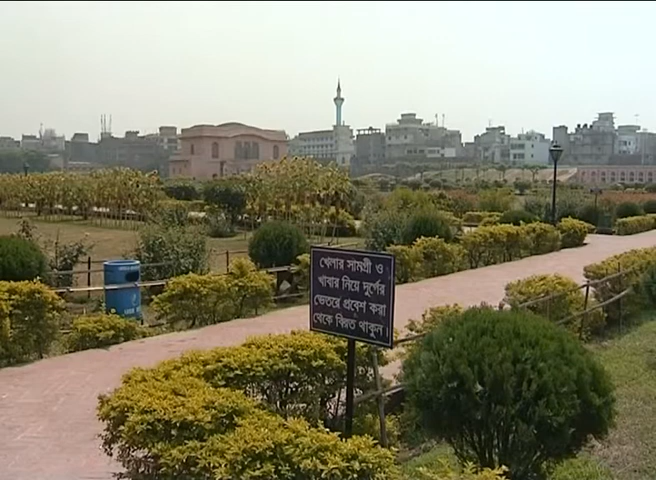 খেলার সামগ্রী ও
খাবার নিয়ে দুর্গের
ভেতরে প্রবেশ করা
থেকে বিরত থাকুন।